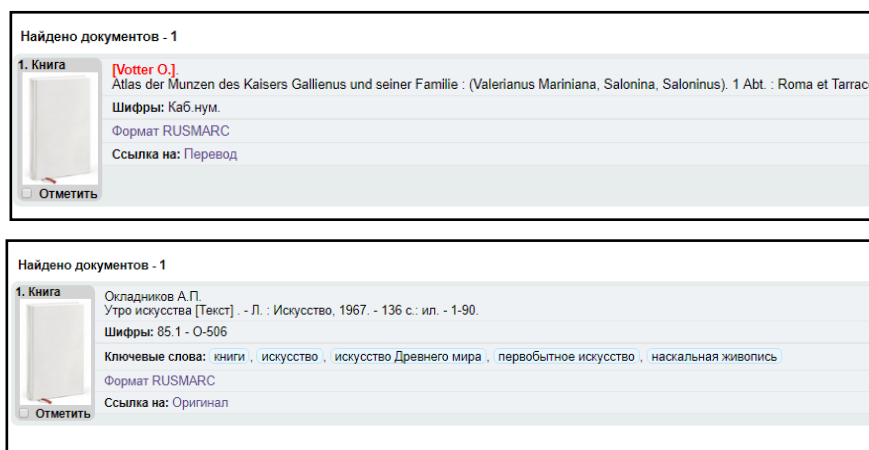 Найдено документов - 1
1. Книга
[Votter O.].
Atlas der Munzen des Kaisers Gallienus und seiner Familie : (Valerianus Mariniana, Salonina, Saloninus). 1 Abt. : Roma et Tarrac
Шифры: Каб.нум.
Формат RUSMARC
Ссылка на: Перевод
Отметить
Найдено документов - 1
1. Книга
Окладников А.П.
Утро искусства [Текст] . - Л. : Искусство, 1967. - 136 с.: ил. - 1-90.
Шифры: 85.1 - О-506
Ключевые слова: книги , искусство , искусство Древнего мира , первобытное искусство , наскальная живопись
Формат RUSMARC
Ссылка на: Оригинал
Отметить